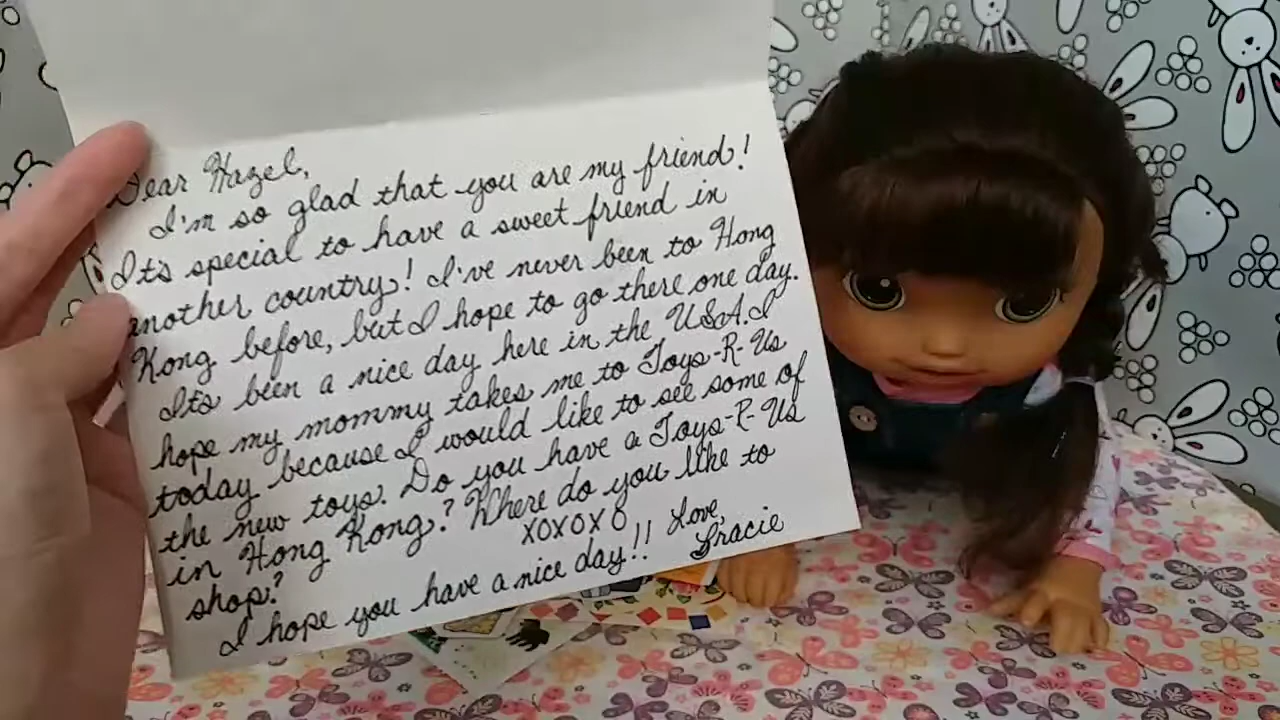 Dear Hazel,
I'm so glad that you are my friend!
It's special to have a sweet friend in
another country! I've never been to Hong
Kong before, but I hope to go there one day.
It's been a nice day here in the USA. I
hope my mommy takes me to Toys-R-Us
today because I would like to see some of
the new toys. Do you have a Toys-R-Us
in Hong Kong? Where do you like to
shop?
XOXOXO
I hope you have a nice day!! Love,
Gracie